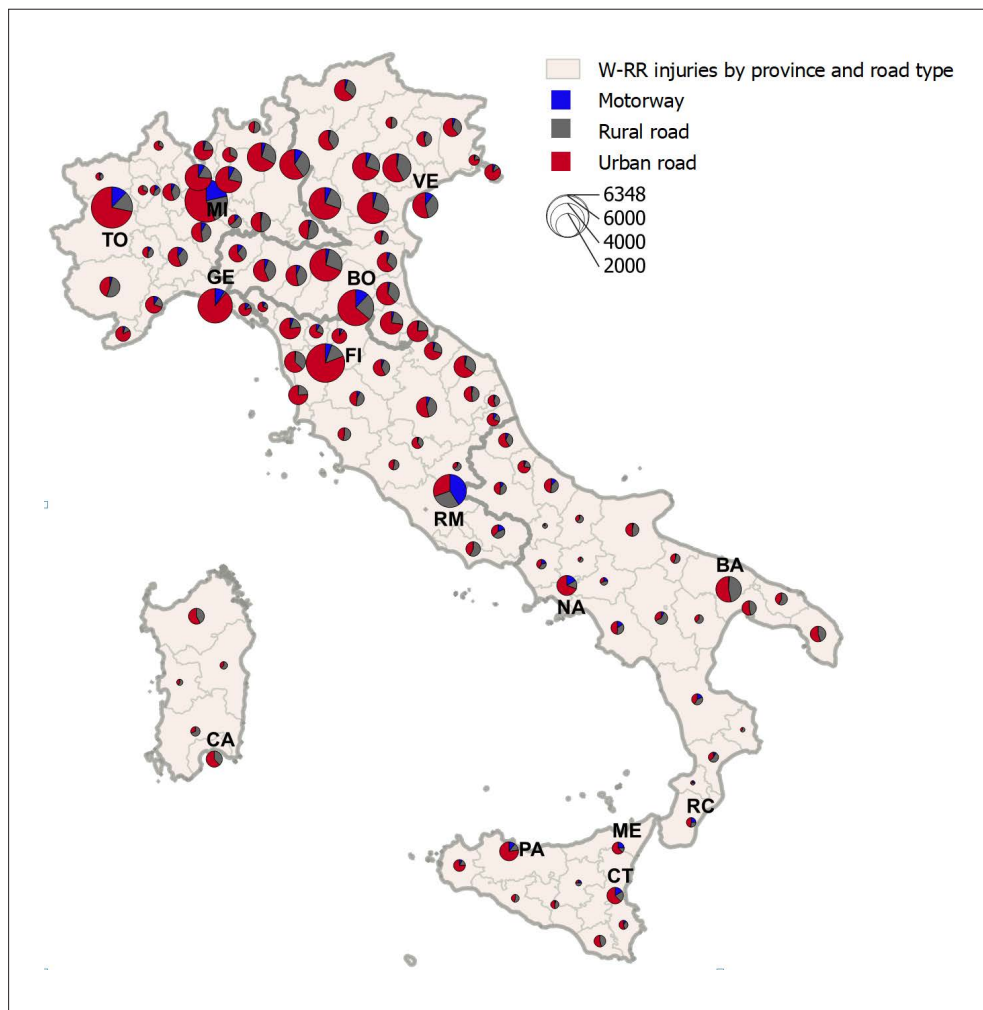 W-RR injuries by province and road type
Motorway
Rural road
Urban road
6348
6000
4000
2000
VE
MI
TO
GE
BO
FI
RM
BA
NA
CA
RC
ME
PA
CT